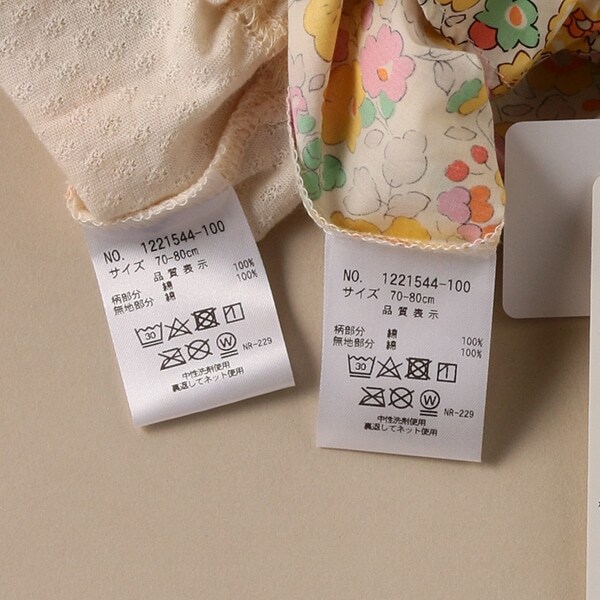 NO. 1221544-100
サイズ 70-80cm
品質表示
柄部分 綿 100%
無地部分 綿 100%
30
W
NR-229
中性洗剤使用
裏返してネット使用
NO. 1221544-100
サイズ 70-80cm
品質表示
柄部分 綿 100%
無地部分 綿 100%
30
W
NR-229
中性洗剤使用
裏返してネット使用